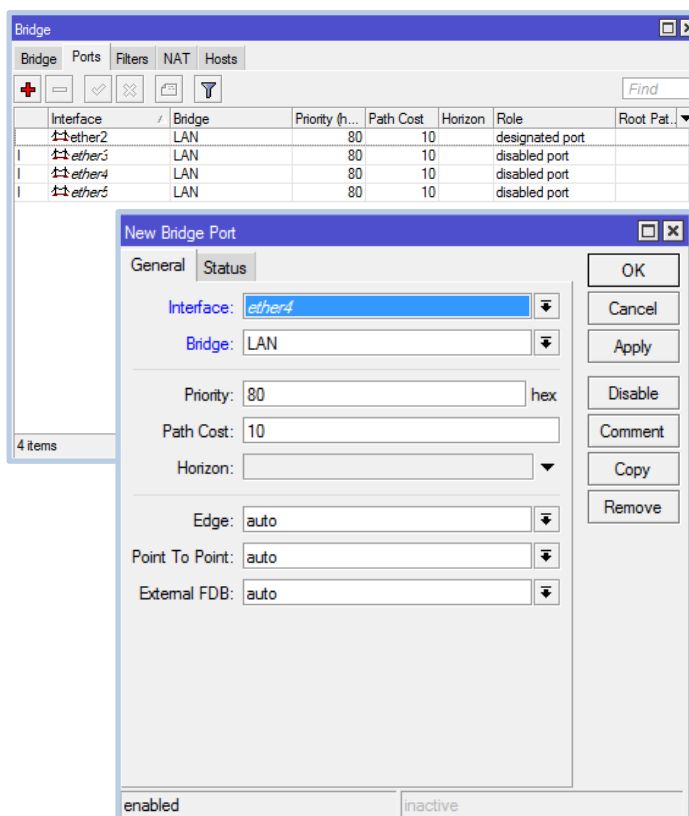 Bridge
Bridge Ports Filters NAT Hosts
Find
Interface Bridge Priority (h... Path Cost Horizon Role Root Pat...
ether2 LAN 80 10 designated port
I ether3 LAN 80 10 disabled port
I ether4 LAN 80 10 disabled port
I ether5 LAN 80 10 disabled port
4 items
New Bridge Port
General Status
OK
Interface: ether4
Cancel
Bridge: LAN
Apply
Priority: 80 hex
Disable
Path Cost: 10
Comment
Horizon:
Copy
Remove
Edge: auto
Point To Point: auto
External FDB: auto
enabled inactive